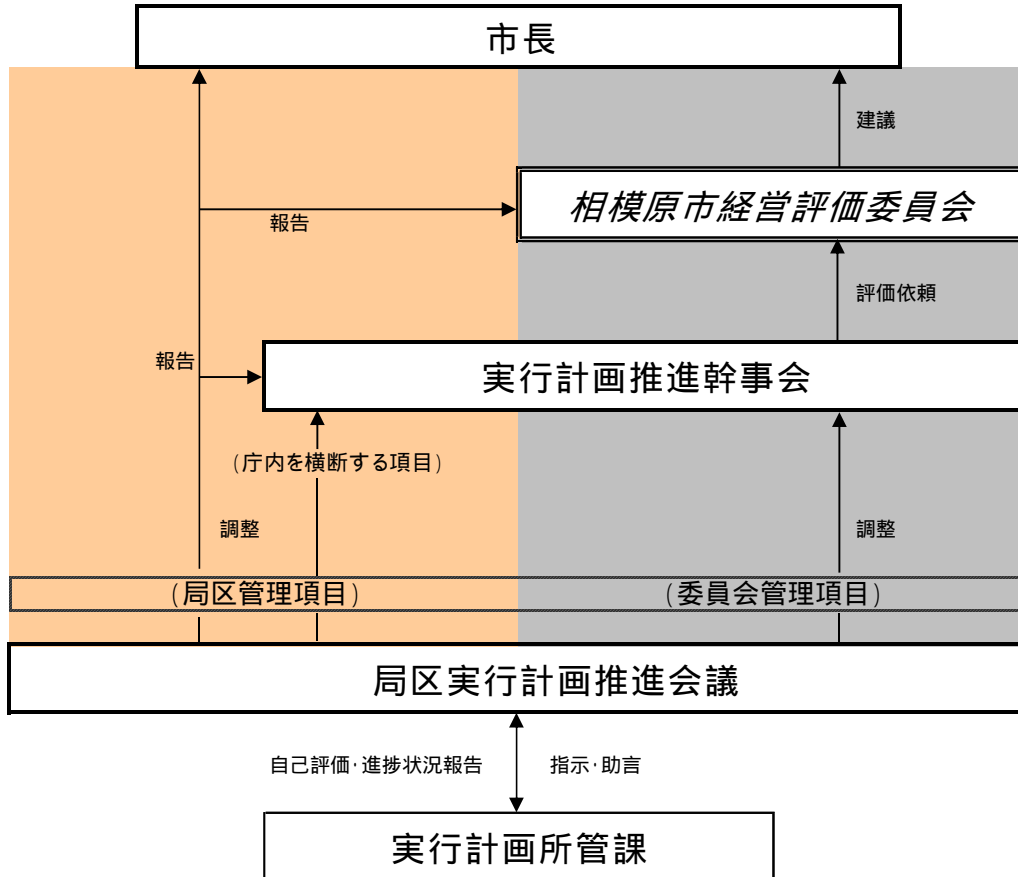 市長
建議
相模原市経営評価委員会
報告
評価依頼
報告
実行計画推進幹事会
(庁内を横断する項目)
調整
調整
(局区管理項目)
(委員会管理項目)
局区実行計画推進会議
自己評価・進捗状況報告
指示・助言
実行計画所管課